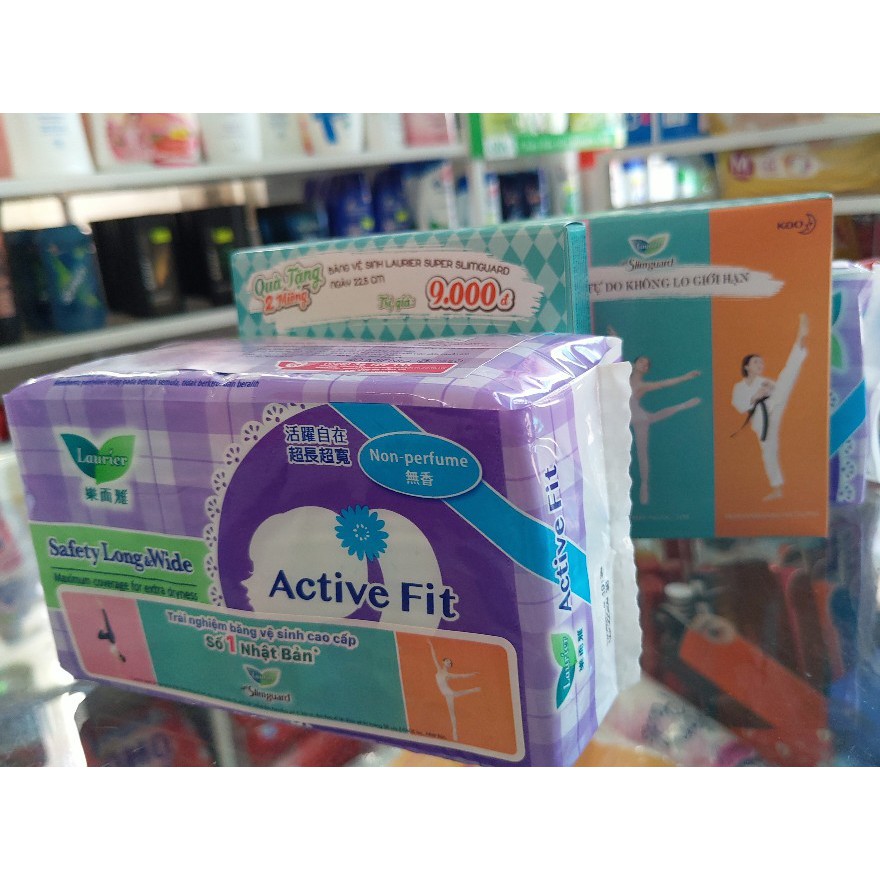 Quà Tặng
2 Miếng
BĂNG VỆ SINH LAURIER SUPER SLIMGUARD
NGÀY 22,5 CM
Trị giá
9.000đ
KAO
Laurier
Slimguard
TỰ DO KHÔNG LO GIỚI HẠN
M
Laurier
樂而雅
活躍自在
超長超寬
Non-perfume
無香
Safety Long & Wide
Maximum coverage for extra dryness
Active Fit
Trải nghiệm băng vệ sinh cao cấp
Số 1 Nhật Bản*
Laurier
Slimguard
Active Fit
Laurier
樂而雅